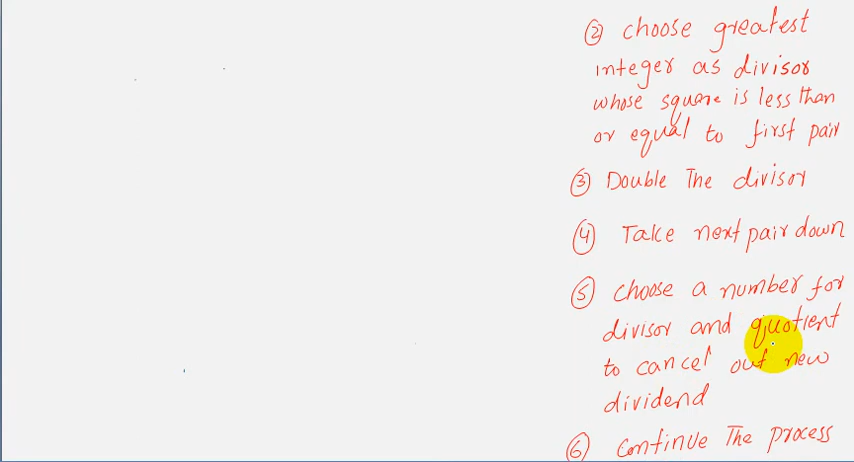 ② choose greatest
integer as divisor
whose square is less than
or equal to first pair
③ Double The divisor
④ Take next pair down
⑤ choose a number for
divisor and quotient
to cancel out new
dividend
⑥ continue The process